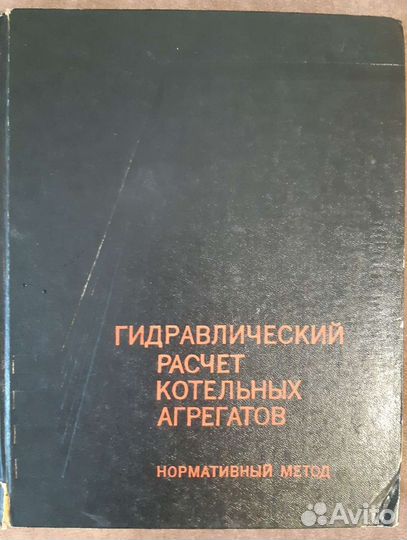 ГИДРАВЛИЧЕСКИЙ
РАСЧЕТ
КОТЕЛЬНЫХ
АГРЕГАТОВ
НОРМАТИВНЫЙ МЕТОД
Avito